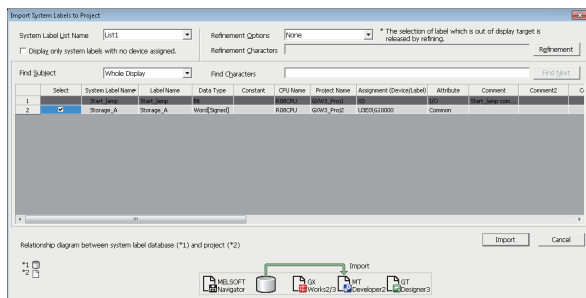 Import System Labels to Project
System Label List Name List1
Display only system labels with no device assigned.
Refinement Options None
* The selection of label which is out of display target is released by refining.
Refinement Characters
Refinement
Find Subject Whole Display
Find Characters
Find Next
Select System Label Name Label Name Data Type Constant CPU Name Project Name Assignment (Device/Label) Attribute Comment Comment2 C
1 Start_lamp Start_lamp Bit R08CPU GXW3_Proj1 X0 I/O Start_lamp com...
2 Storage_A Storage_A Word[Signed] R08CPU GXW3_Proj2 U3E0\G10000 Common
Import
Cancel
Relationship diagram between system label database (*1) and project (*2)
*1
*2
Import
MELSOFT Navigator
GX Works2/3
MT Developer2
GT Designer3